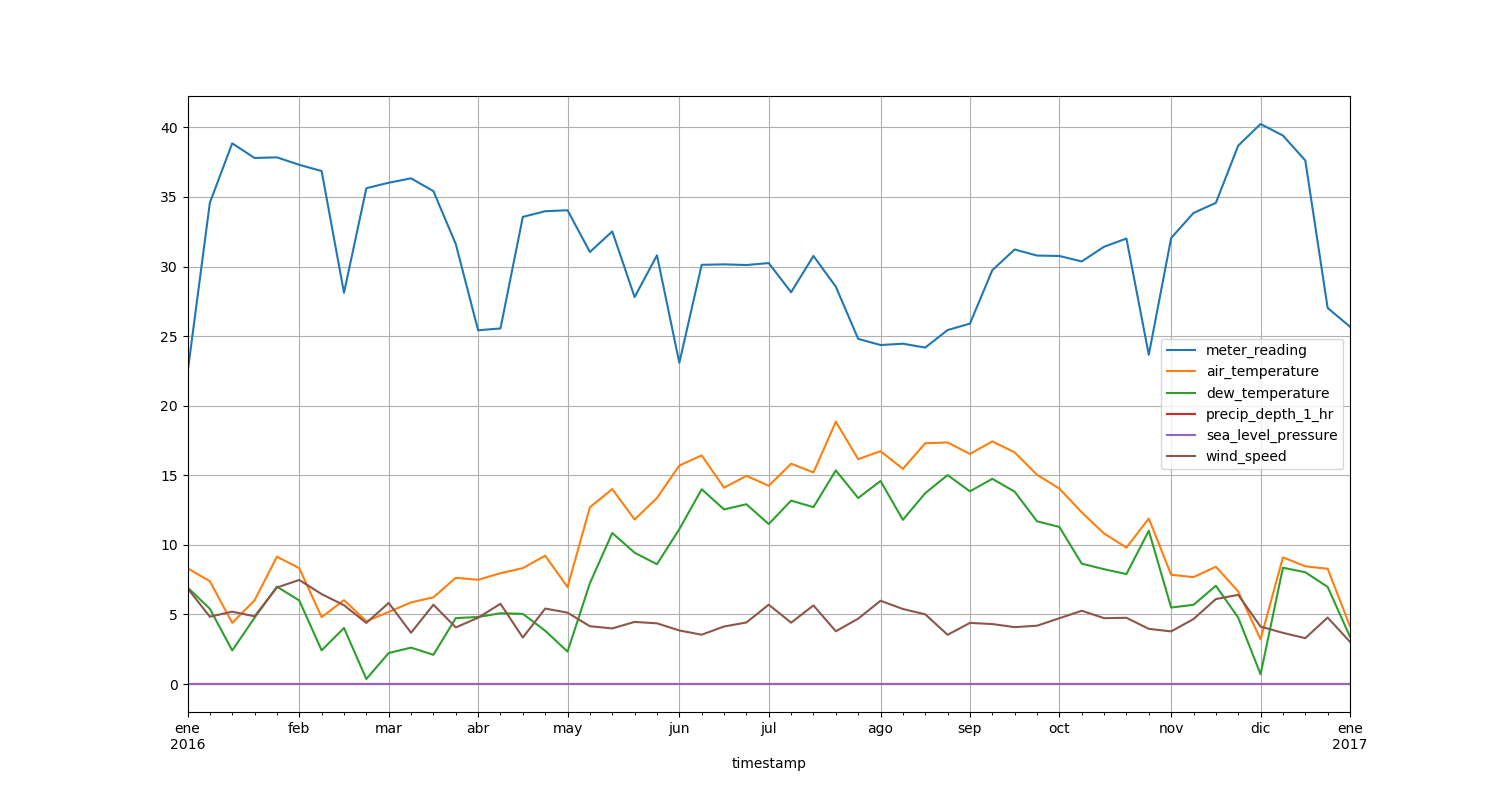 40
35
30
25
20
15
10
5
0
meter_reading
air_temperature
dew_temperature
precip_depth_1_hr
sea_level_pressure
wind_speed
ene feb mar abr may jun jul ago sep oct nov dic ene
2016 2017
timestamp